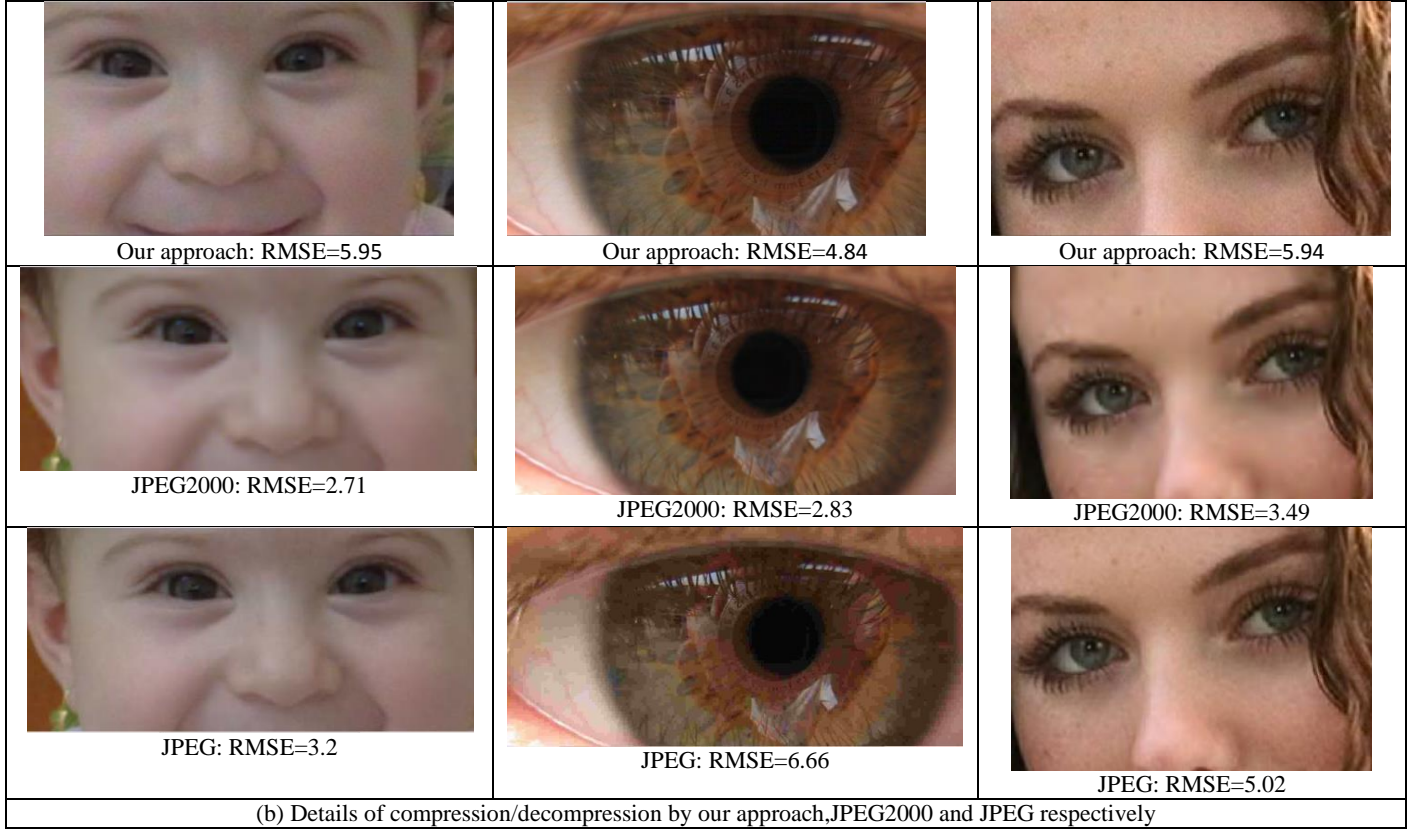 Our approach: RMSE=5.95
Our approach: RMSE=4.84
Our approach: RMSE=5.94
JPEG2000: RMSE=2.71
JPEG2000: RMSE=2.83
JPEG2000: RMSE=3.49
JPEG: RMSE=3.2
JPEG: RMSE=6.66
JPEG: RMSE=5.02
(b) Details of compression/decompression by our approach,JPEG2000 and JPEG respectively